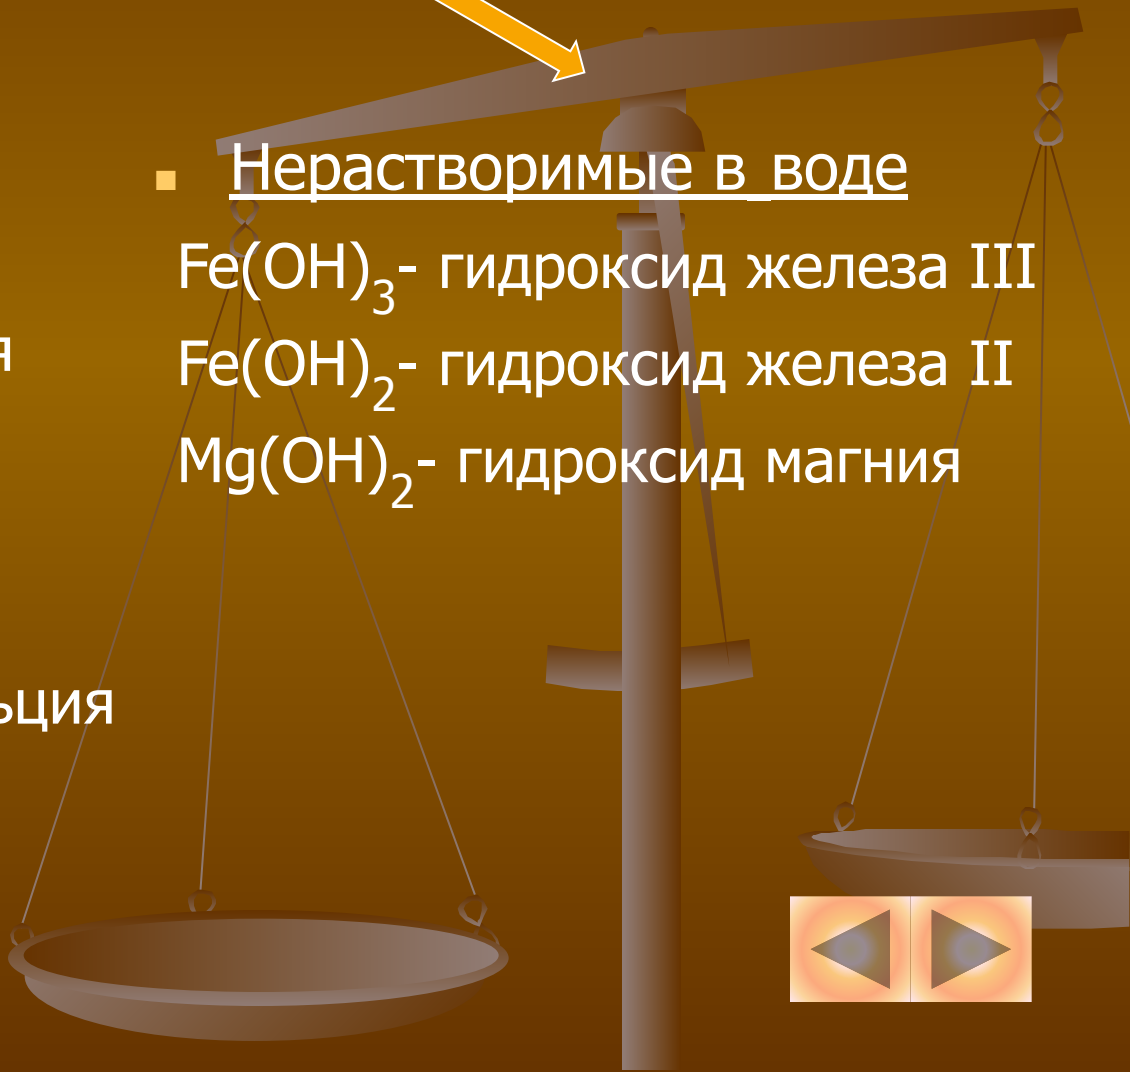 Нерастворимые в воде
Fe(OH)₃- гидроксид железа III
я
Fe(OH)₂- гидроксид железа II
Mg(OH)₂- гидроксид магния
ьция